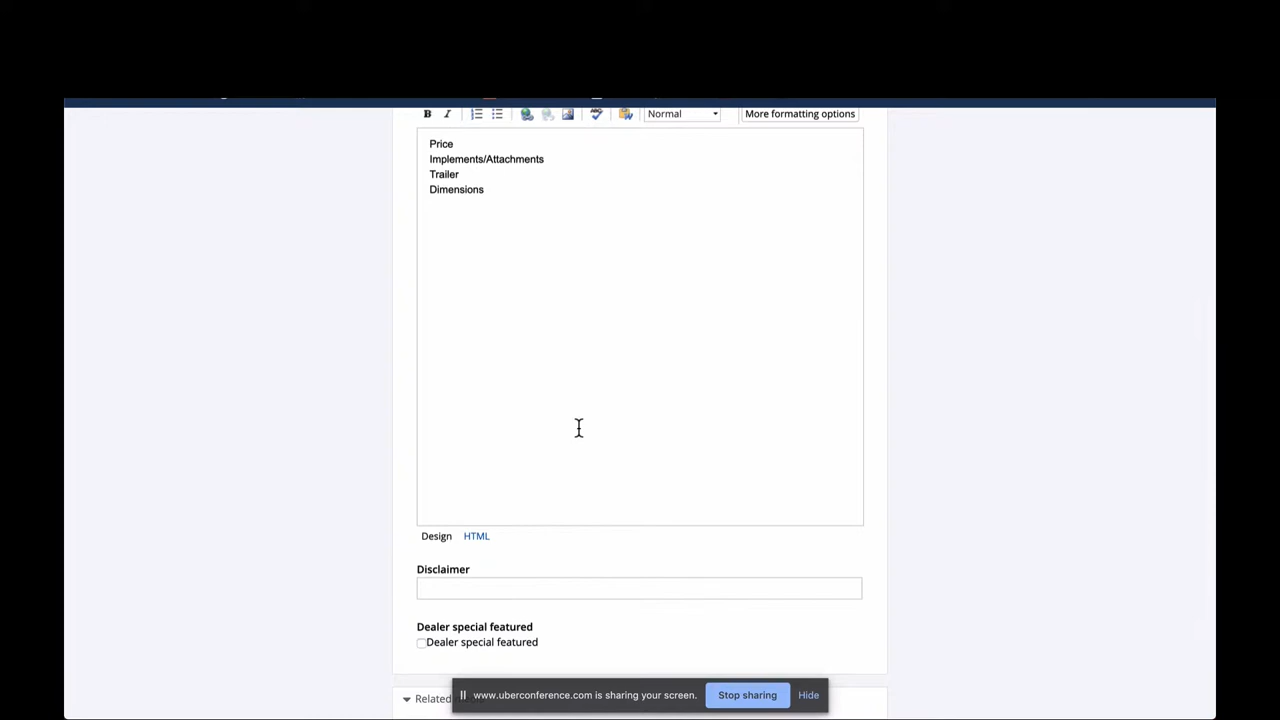 B I Normal More formatting options
Price
Implements/Attachments
Trailer
Dimensions
Design HTML
Disclaimer
Dealer special featured
Dealer special featured
Related
www.uberconference.com is sharing your screen. Stop sharing Hide